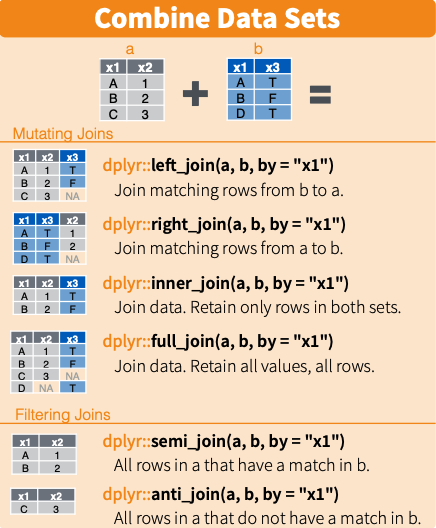 Combine Data Sets
a b
x1 x2 x1 x3
A 1 A T
B 2 + B F =
C 3 D T
Mutating Joins
x1 x2 x3
A 1 T
B 2 F
C 3 NA
dplyr::left_join(a, b, by = "x1")
Join matching rows from b to a.
x1 x3 x2
A T 1
B F 2
D T NA
dplyr::right_join(a, b, by = "x1")
Join matching rows from a to b.
x1 x2 x3
A 1 T
B 2 F
dplyr::inner_join(a, b, by = "x1")
Join data. Retain only rows in both sets.
x1 x2 x3
A 1 T
B 2 F
C 3 NA
D NA T
dplyr::full_join(a, b, by = "x1")
Join data. Retain all values, all rows.
Filtering Joins
x1 x2
A 1
B 2
dplyr::semi_join(a, b, by = "x1")
All rows in a that have a match in b.
x1 x2
C 3
dplyr::anti_join(a, b, by = "x1")
All rows in a that do not have a match in b.